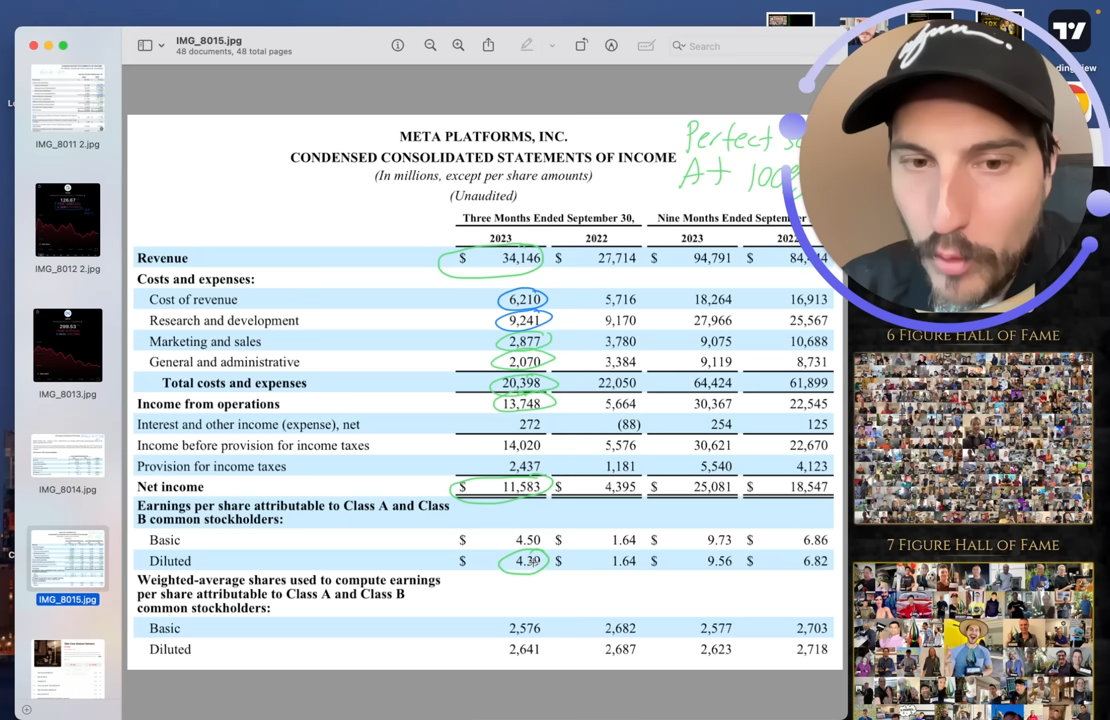 IMG_8015.jpg
48 documents, 48 total pages
Search
IMG_8011 2.jpg
IMG_8012 2.jpg
IMG_8013.jpg
IMG_8014.jpg
IMG_8015.jpg
META PLATFORMS, INC.
CONDENSED CONSOLIDATED STATEMENTS OF INCOME
(In millions, except per share amounts)
(Unaudited)
Perfect
At 100%
Three Months Ended September 30, Nine Months Ended
2023 2022 2023 2022
Revenue $ 34,146 $ 27,714 $ 94,791 $
Costs and expenses:
Cost of revenue 6,210 5,716 18,264 16,913
Research and development 9,241 9,170 27,966 25,567
Marketing and sales 2,877 3,780 9,075 10,688
General and administrative 2,070 3,384 9,119 8,731
Total costs and expenses 20,398 22,050 64,424 61,899
Income from operations 13,748 5,664 30,367 22,545
Interest and other income (expense), net 272 (88) 254 125
Income before provision for income taxes 14,020 5,576 30,621 22,670
Provision for income taxes 2,437 1,181 5,540 4,123
Net income $ 11,583 $ 4,395 $ 25,081 $ 18,547
Earnings per share attributable to Class A and Class
B common stockholders:
Basic $ 4.50 $ 1.64 $ 9.73 $ 6.86
Diluted $ 4.39 $ 1.64 $ 9.56 $ 6.82
Weighted-average shares used to compute earnings
per share attributable to Class A and Class B
common stockholders:
Basic 2,576 2,682 2,577 2,703
Diluted 2,641 2,687 2,623 2,718
6 Figure Hall of Fame
7 Figure Hall of Fame